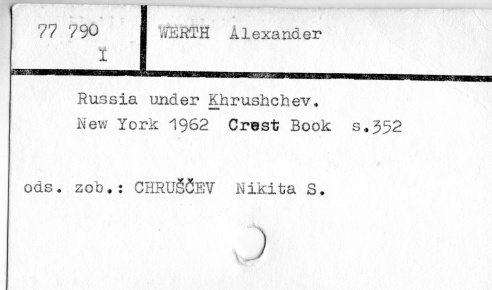 77 790 WERTH Alexander
I
Russia under Khrushchev.
New York 1962 Crest Book s.352
ods. zob.: CHRUŠČEV Nikita S.